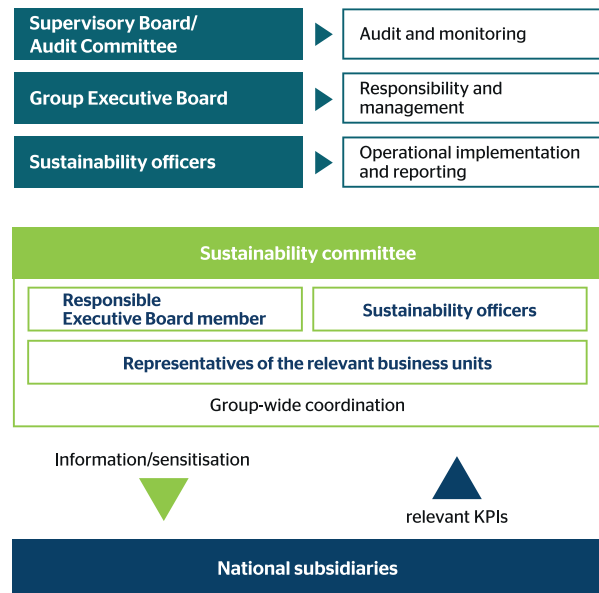 Supervisory Board/
Audit Committee
Audit and monitoring
Group Executive Board
Responsibility and
management
Sustainability officers
Operational implementation
and reporting
Sustainability committee
Responsible
Executive Board member
Sustainability officers
Representatives of the relevant business units
Group-wide coordination
Information/sensitisation
relevant KPIs
National subsidiaries